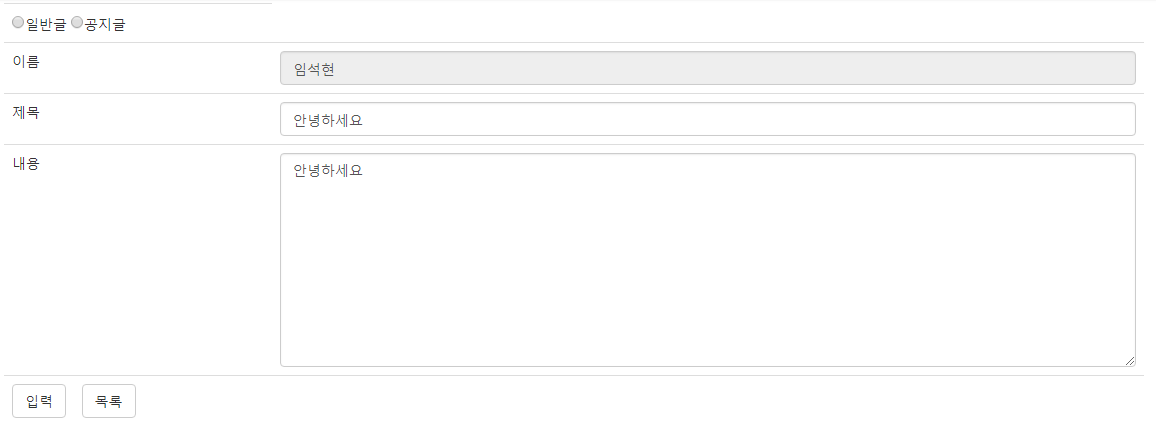 일반글 공지글
이름 임석현
제목 안녕하세요
내용 안녕하세요
입력 목록